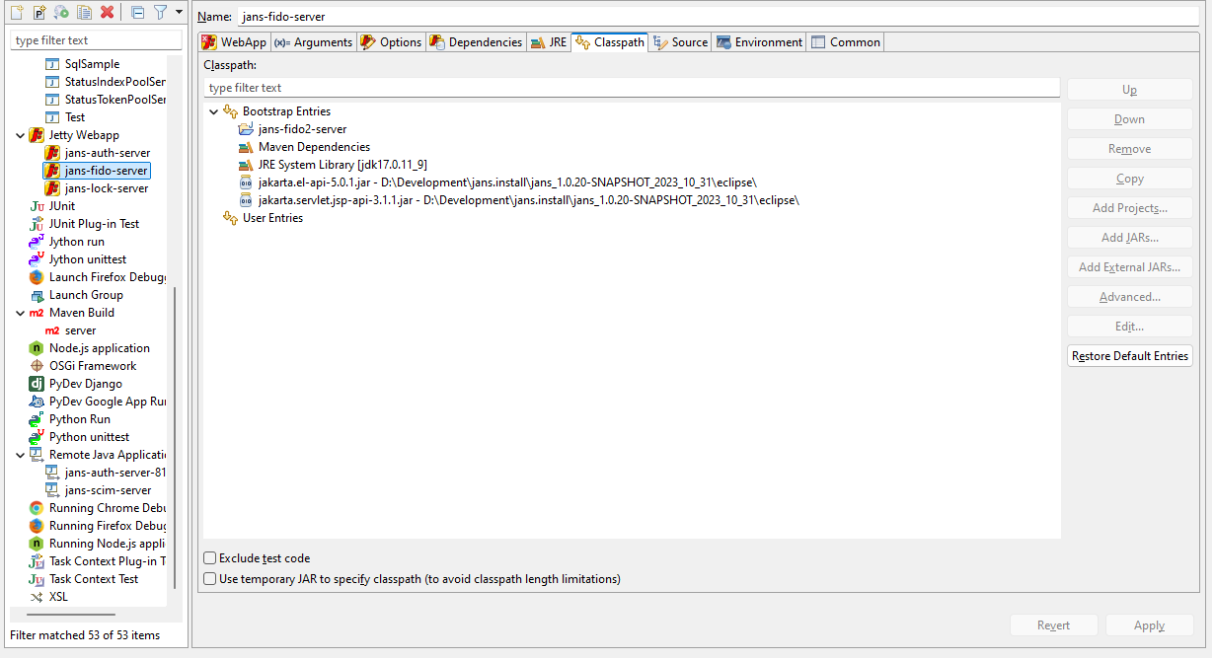 Name: jans-fido-server
type filter text
SqlSample
StatusIndexPoolSer
StatusTokenPoolSer
Test
Jetty Webapp
jans-auth-server
jans-fido-server
jans-lock-server
Ju JUnit
JUnit Plug-in Test
Jython run
Jython unittest
Launch Firefox Debug
Launch Group
m2 Maven Build
m2 server
Node.js application
OSGi Framework
dj PyDev Django
PyDev Google App Ru
Python Run
Python unittest
Remote Java Applicati
jans-auth-server-81
jans-scim-server
Running Chrome Debu
Running Firefox Debug
Running Node.js appli
Task Context Plug-in T
Task Context Test
XSL
Filter matched 53 of 53 items
WebApp (x)= Arguments Options Dependencies JRE Classpath Source Environment Common
Classpath:
type filter text
Bootstrap Entries
jans-fido2-server
Maven Dependencies
JRE System Library [jdk17.0.11_9]
jakarta.el-api-5.0.1.jar - D:\Development\jans.install\jans_1.0.20-SNAPSHOT_2023_10_31\eclipse\
jakarta.servlet.jsp-api-3.1.1.jar - D:\Development\jans.install\jans_1.0.20-SNAPSHOT_2023_10_31\eclipse\
User Entries
Up
Down
Remove
Copy
Add Projects...
Add JARs...
Add External JARs...
Advanced...
Edit...
Restore Default Entries
Exclude test code
Use temporary JAR to specify classpath (to avoid classpath length limitations)
Revert Apply